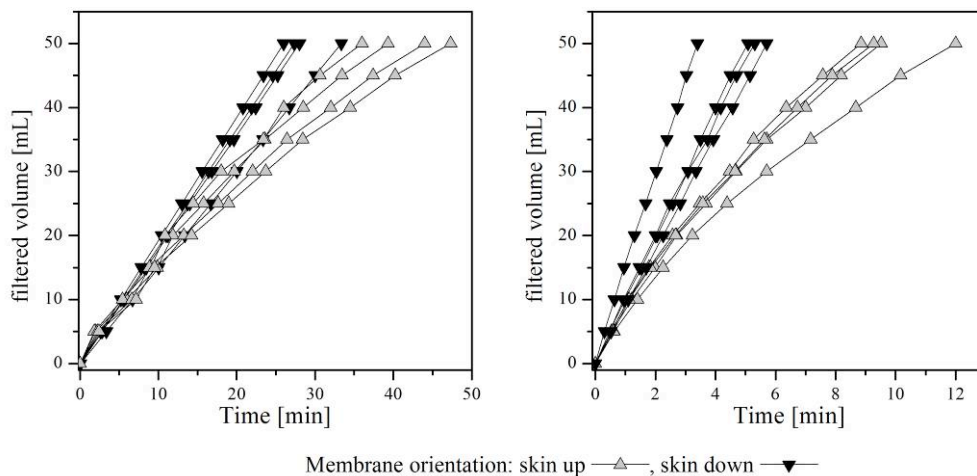 50
40
30
20
10
0
filtered volume [mL]
0 10 20 30 40 50
Time [min]
50
40
30
20
10
0
filtered volume [mL]
0 2 4 6 8 10 12
Time [min]
Membrane orientation: skin up , skin down